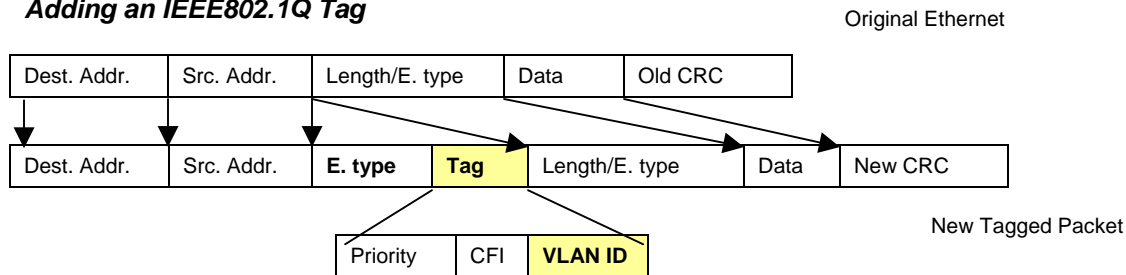 Adding an IEEE802.1Q Tag
Original Ethernet
Dest. Addr. Src. Addr. Length/E. type Data Old CRC
Dest. Addr. Src. Addr. E. type Tag Length/E. type Data New CRC
New Tagged Packet
Priority CFI VLAN ID